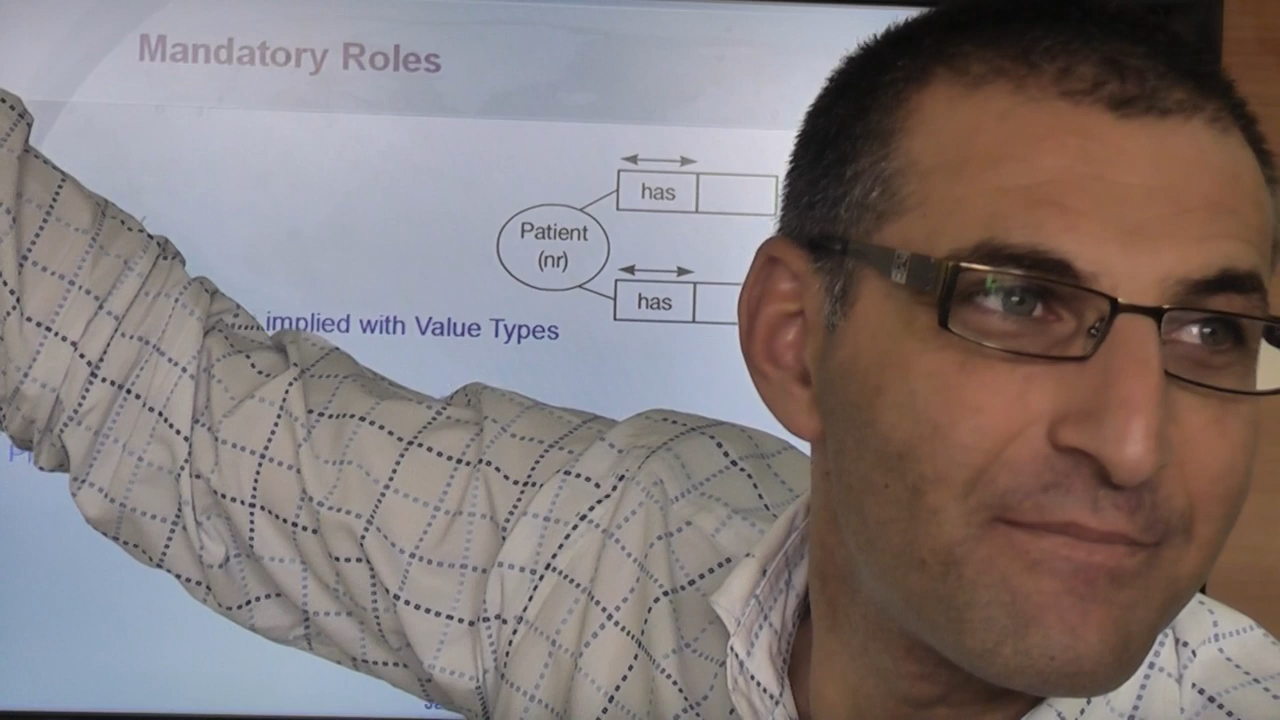 Mandatory Roles
has
Patient
(nr)
has
implied with Value Types